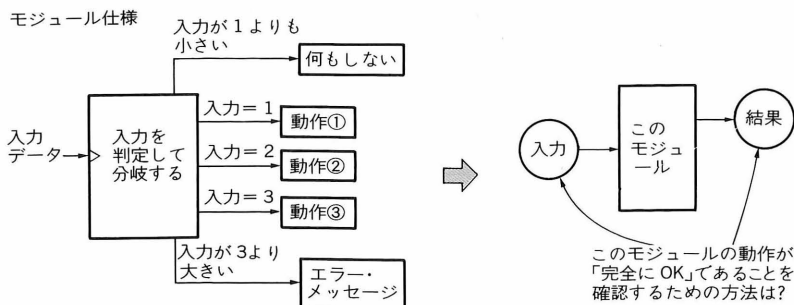 モジュール仕様
入力が1よりも
小さい
何もしない
入力
データ
入力を
判定して
分岐する
入力＝1
動作①
入力＝2
動作②
入力＝3
動作③
入力が3より
大きい
エラー・
メッセージ
入力
この
モジュ
ール
結果
このモジュールの動作が
「完全にOK」であることを
確認するための方法は?